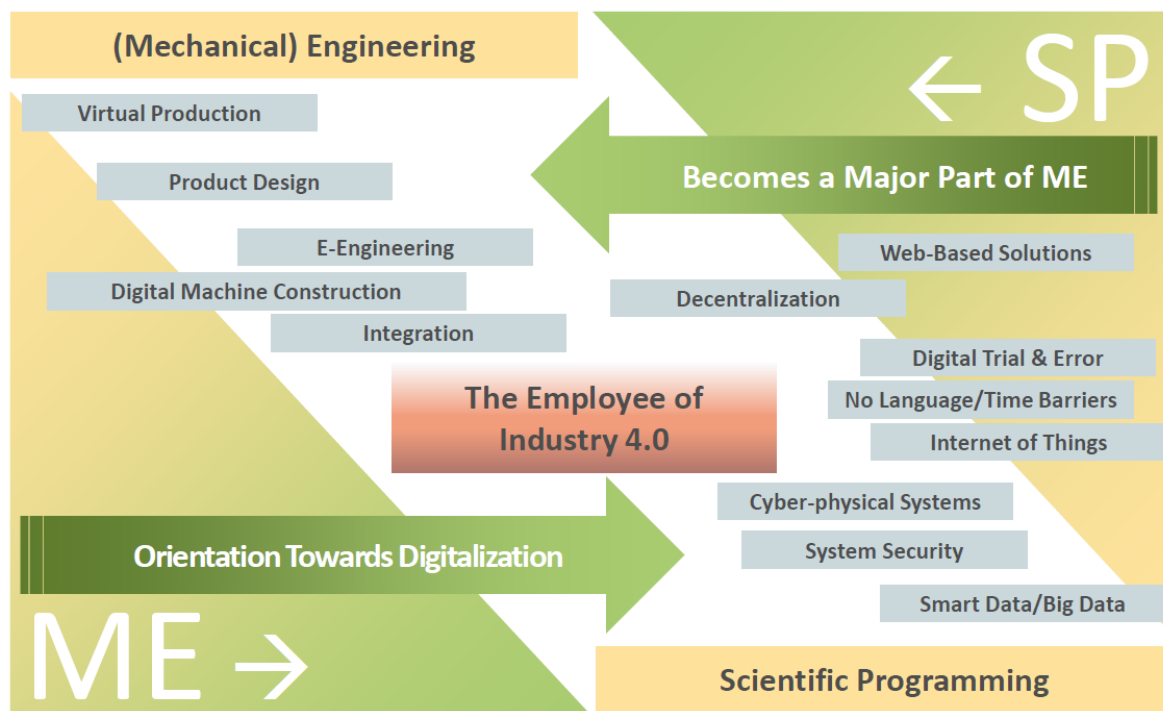 (Mechanical) Engineering
← SP
Virtual Production
Becomes a Major Part of ME
Product Design
E-Engineering
Web-Based Solutions
Digital Machine Construction
Decentralization
Integration
Digital Trial & Error
The Employee of
Industry 4.0
No Language/Time Barriers
Internet of Things
Cyber-physical Systems
Orientation Towards Digitalization
System Security
Smart Data/Big Data
ME →
Scientific Programming